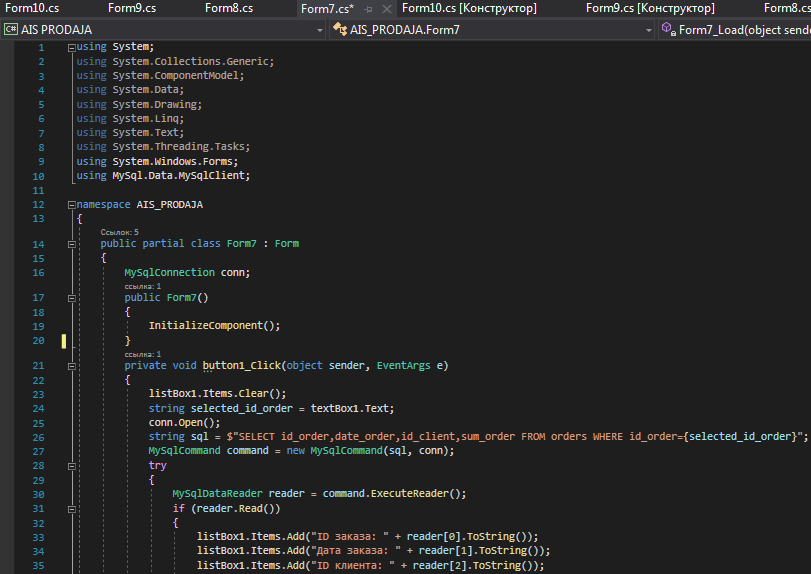 Form10.cs Form9.cs Form8.cs Form7.cs* Form10.cs [Конструктор] Form9.cs [Конструктор] Form8.cs
C# AIS PRODAJA AIS_PRODAJA.Form7 Form7_Load(object sende
1 using System;
2 using System.Collections.Generic;
3 using System.ComponentModel;
4 using System.Data;
5 using System.Drawing;
6 using System.Linq;
7 using System.Text;
8 using System.Threading.Tasks;
9 using System.Windows.Forms;
10 using MySql.Data.MySqlClient;
11
12 namespace AIS_PRODAJA
13 {
Ссылок: 5
14 public partial class Form7 : Form
15 {
16 MySqlConnection conn;
ссылка: 1
17 public Form7()
18 {
19 InitializeComponent();
20 }
ссылка: 1
21 private void button1_Click(object sender, EventArgs e)
22 {
23 listBox1.Items.Clear();
24 string selected_id_order = textBox1.Text;
25 conn.Open();
26 string sql = $"SELECT id_order,date_order,id_client,sum_order FROM orders WHERE id_order={selected_id_order}";
27 MySqlCommand command = new MySqlCommand(sql, conn);
28 try
29 {
30 MySqlDataReader reader = command.ExecuteReader();
31 if (reader.Read())
32 {
33 listBox1.Items.Add("ID заказа: " + reader[0].ToString());
34 listBox1.Items.Add("Дата заказа: " + reader[1].ToString());
35 listBox1.Items.Add("ID клиента: " + reader[2].ToString());